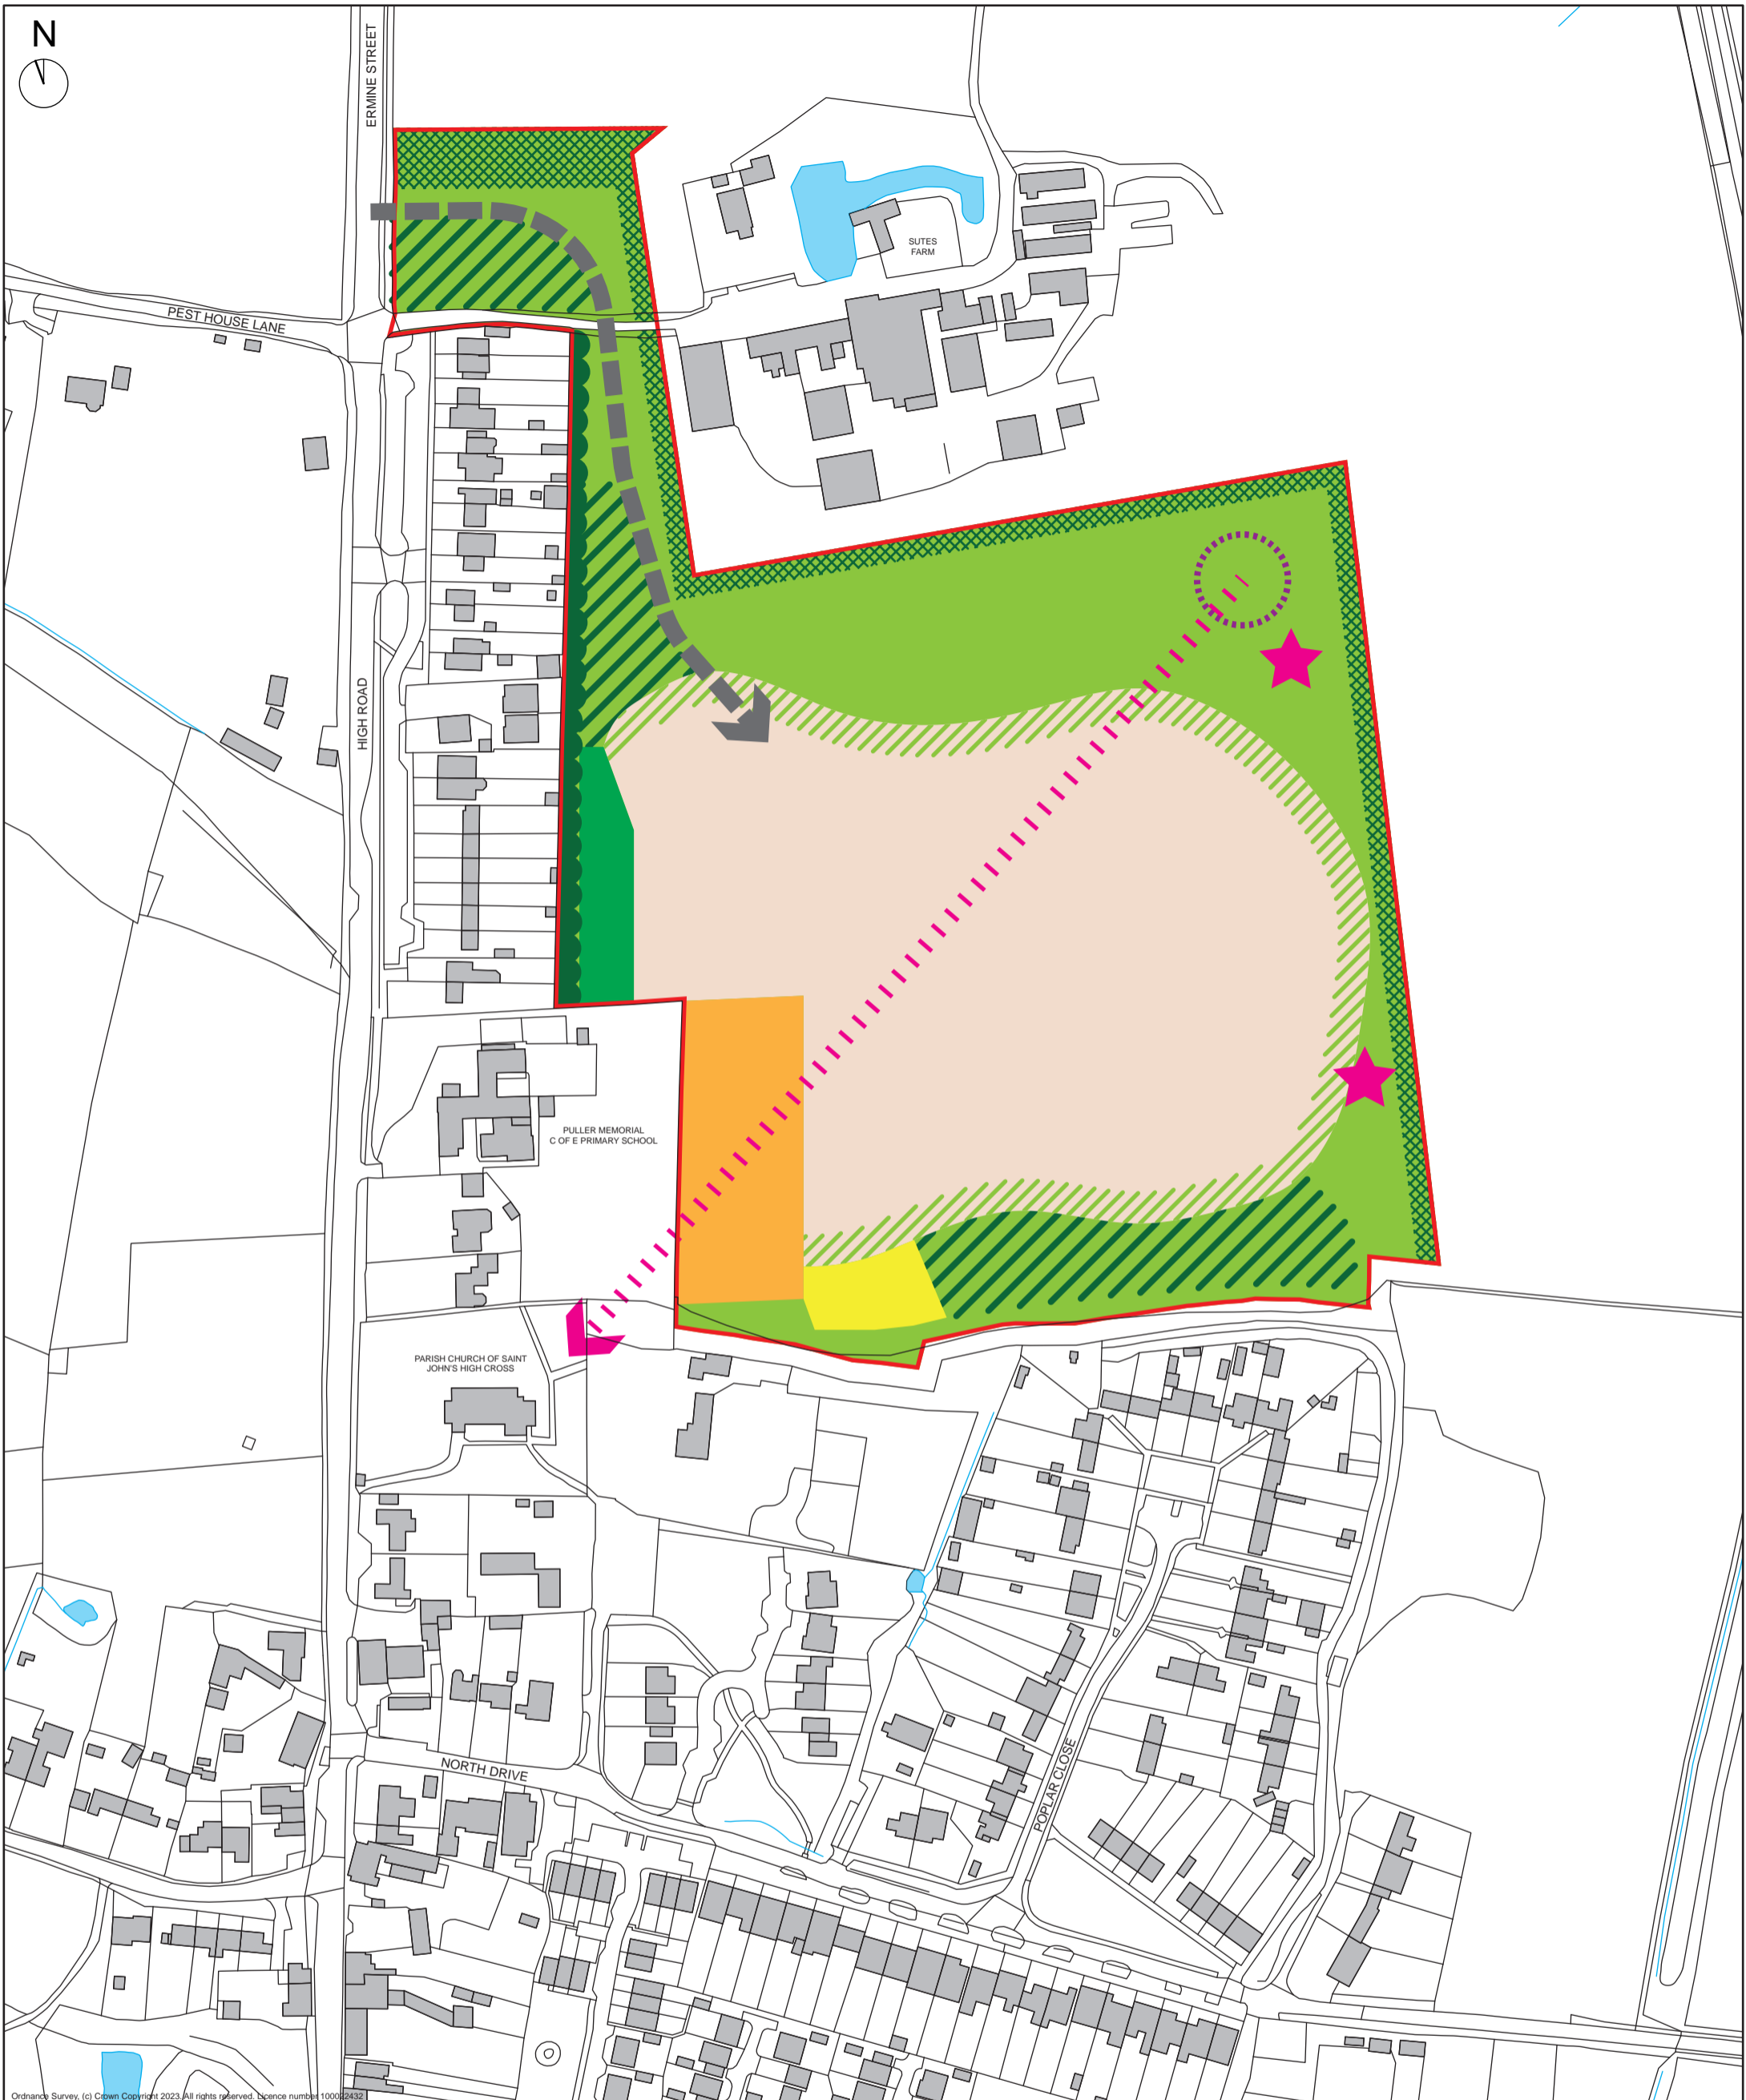 N
ERMINE STREET
SUTES
FARM
PEST HOUSE LANE
HIGH ROAD
PULLER MEMORIAL
C OF E PRIMARY SCHOOL
PARISH CHURCH OF SAINT
JOHN'S HIGH CROSS
NORTH DRIVE
POPLAR CLOSE
Ordnance Survey, (c) Crown Copyright 2023. All rights reserved. Licence number 100022432